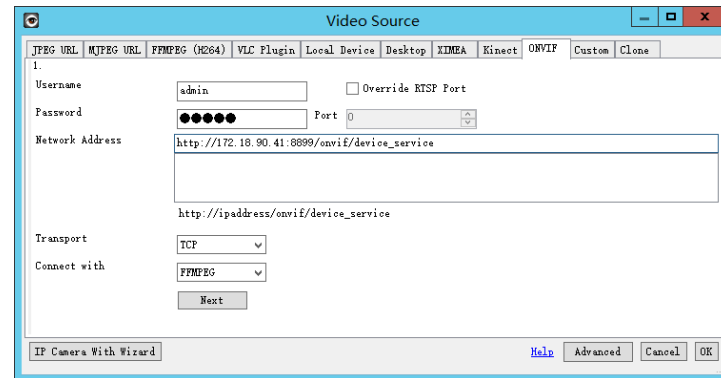 Video Source
JPEG URL MJPEG URL FFMPEG (H264) VLC Plugin Local Device Desktop XIMEA Kinect ONVIF Custom Clone
1.
Username admin Override RTSP Port
Password ●●●●● Port 0
Network Address http://172.18.90.41:8899/onvif/device_service
http://ipaddress/onvif/device_service
Transport TCP
Connect with FFMPEG
Next
IP Camera With Wizard Help Advanced Cancel OK